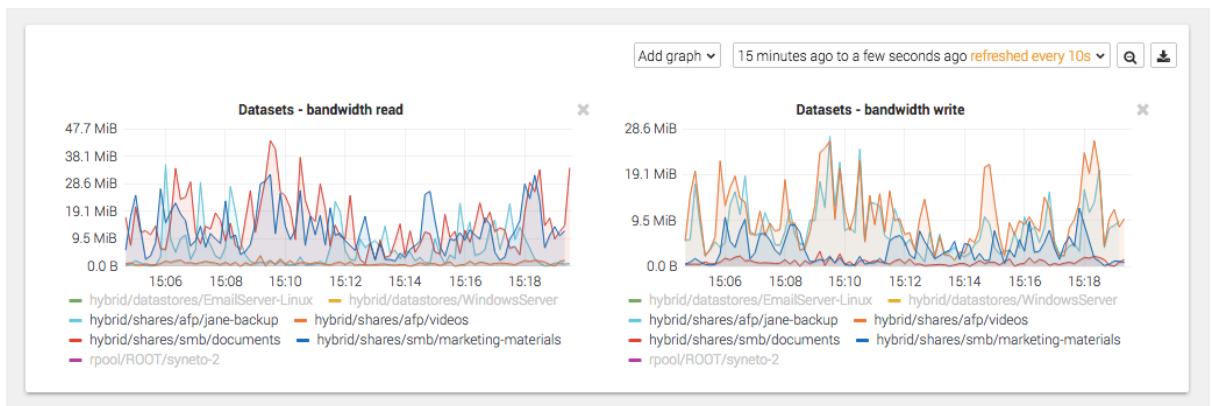 Add graph 15 minutes ago to a few seconds ago refreshed every 10s
Datasets - bandwidth read
47.7 MiB
38.1 MiB
28.6 MiB
19.1 MiB
9.5 MiB
0.0 B
15:06 15:08 15:10 15:12 15:14 15:16 15:18
hybrid/datastores/EmailServer-Linux hybrid/datastores/WindowsServer
hybrid/shares/afp/jane-backup hybrid/shares/afp/videos
hybrid/shares/smb/documents hybrid/shares/smb/marketing-materials
rpool/ROOT/syneto-2
Datasets - bandwidth write
28.6 MiB
19.1 MiB
9.5 MiB
0.0 B
15:06 15:08 15:10 15:12 15:14 15:16 15:18
hybrid/datastores/EmailServer-Linux hybrid/datastores/WindowsServer
hybrid/shares/afp/jane-backup hybrid/shares/afp/videos
hybrid/shares/smb/documents hybrid/shares/smb/marketing-materials
rpool/ROOT/syneto-2